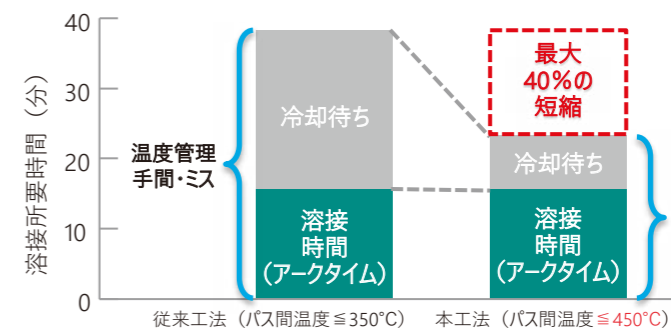 溶接所要時間（分）
40
30
20
10
0
温度管理
手間・ミス
冷却待ち
溶接
時間
（アークタイム）
最大
40％の
短縮
冷却待ち
溶接
時間
（アークタイム）
従来工法（パス間温度≦350℃）
本工法（パス間温度≦450℃）